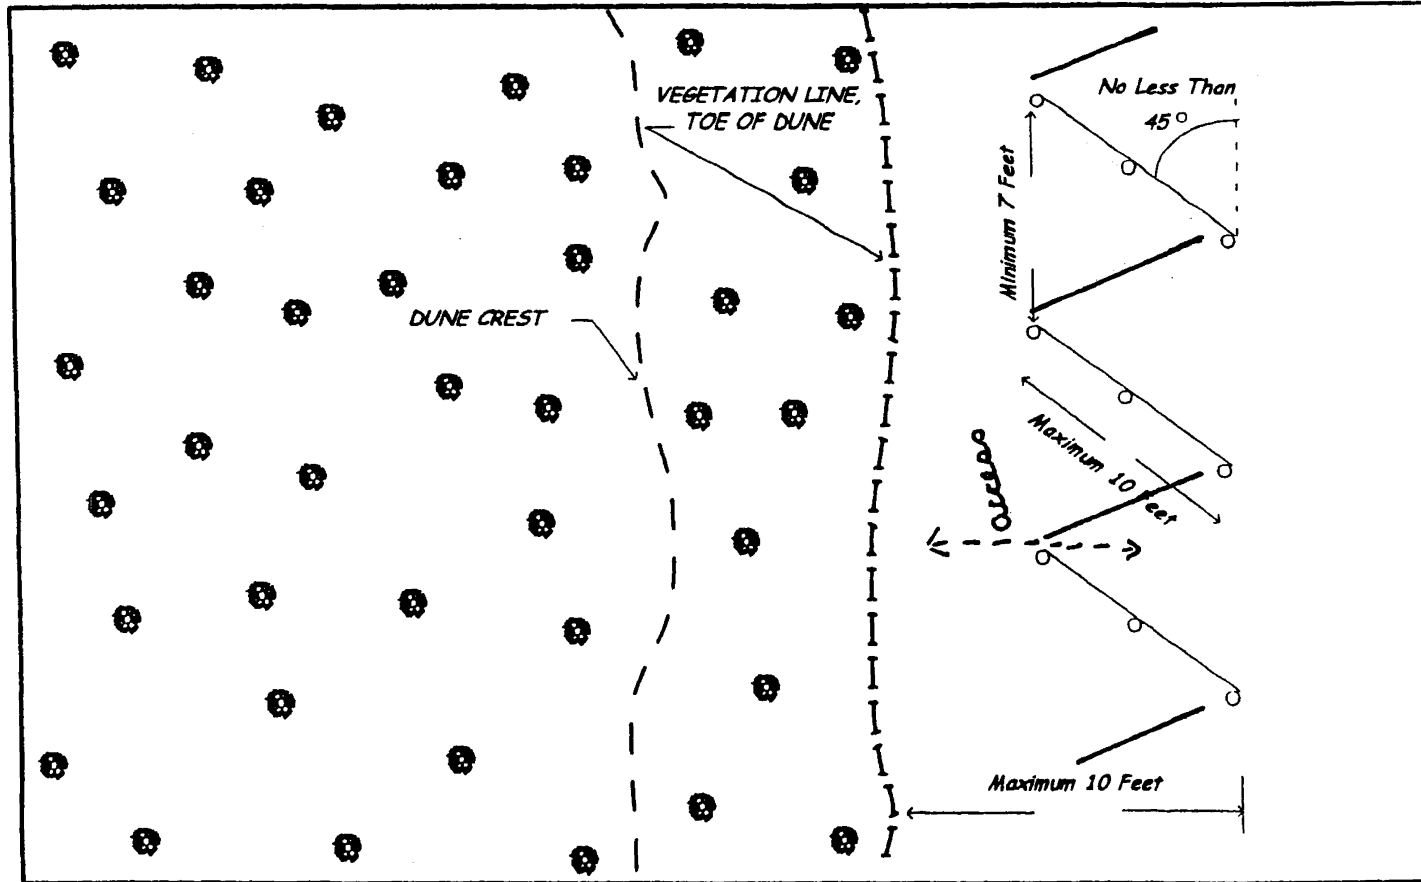 VEGETATION LINE,
TOE OF DUNE
No Less Than
45°
Minimum 7 Feet
DUNE CREST
Maximum 10 Feet
access
Maximum 10 Feet